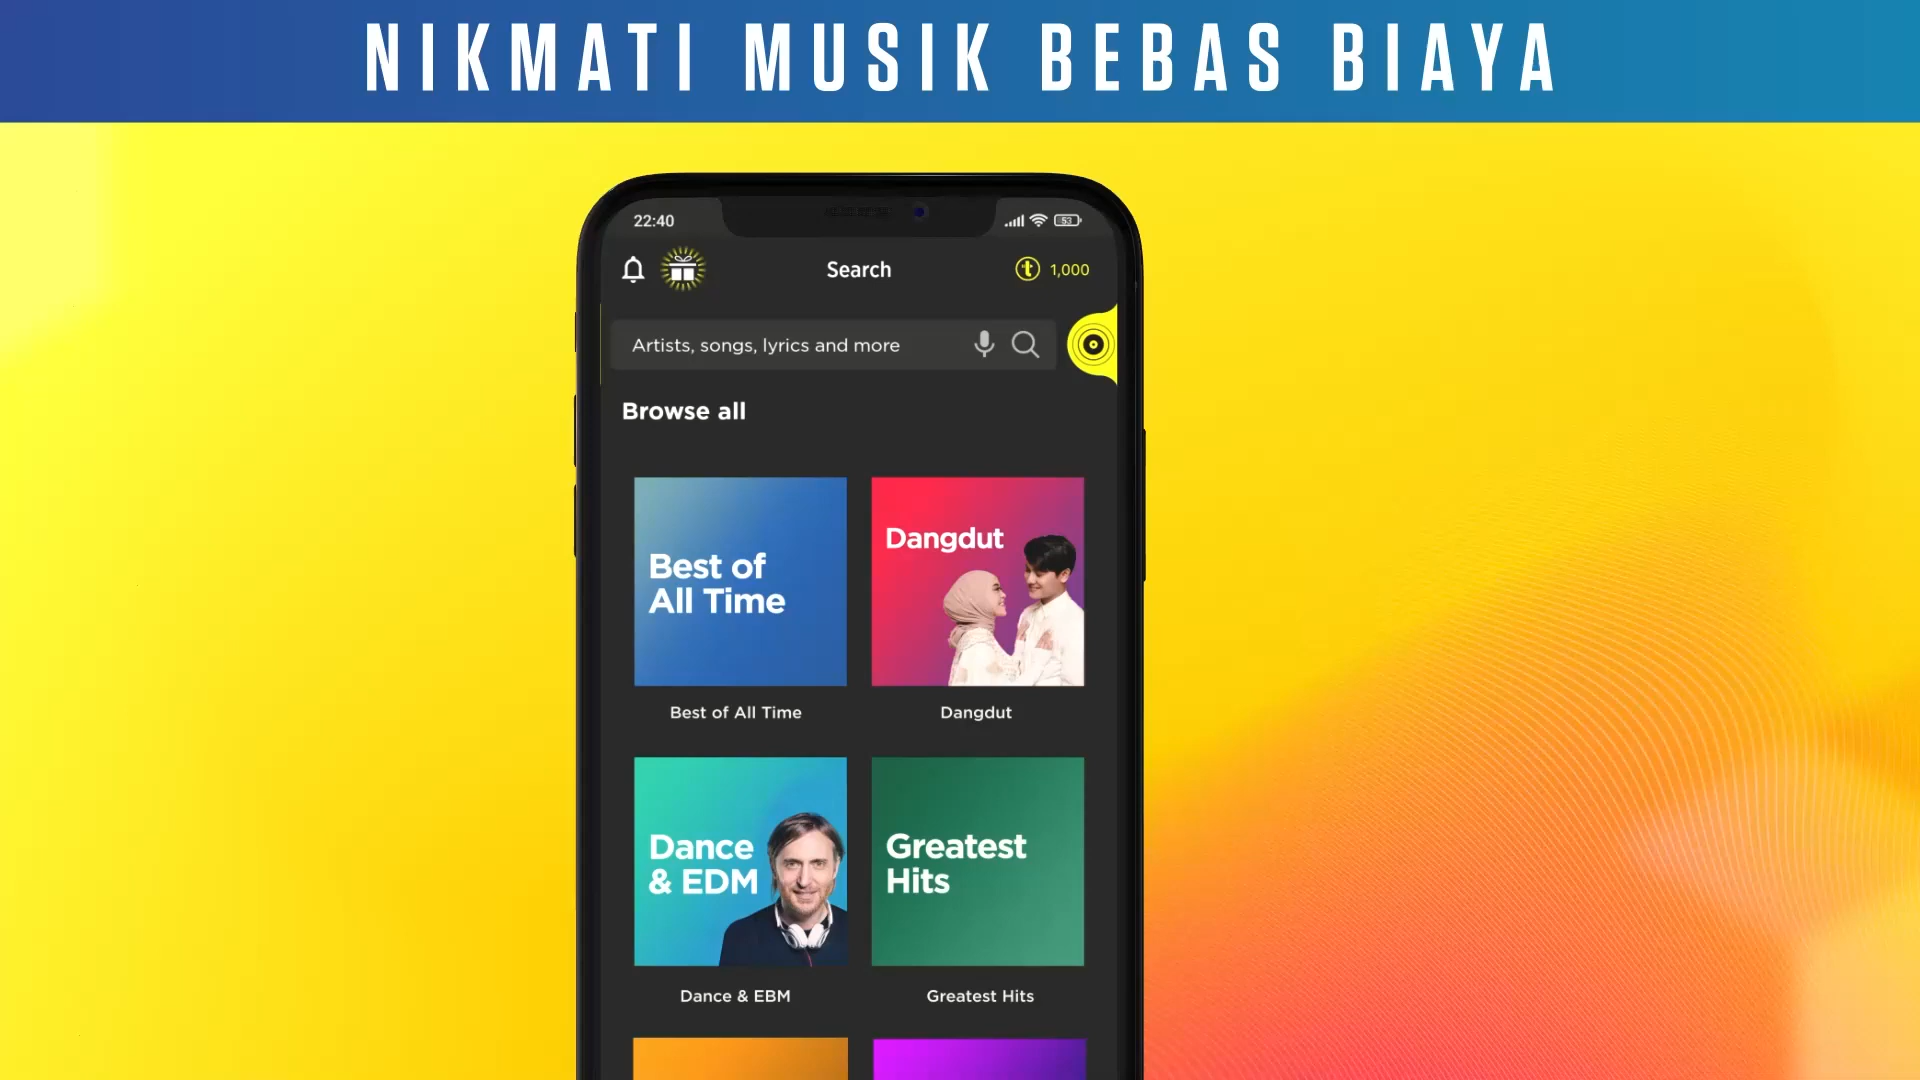 NIKMATI MUSIK BEBAS BIAYA
22:40
53
Search
1,000
Artists, songs, lyrics and more
Browse all
Best of
All Time
Dangdut
Best of All Time
Dangdut
Dance
& EDM
Greatest
Hits
Dance & EBM
Greatest Hits